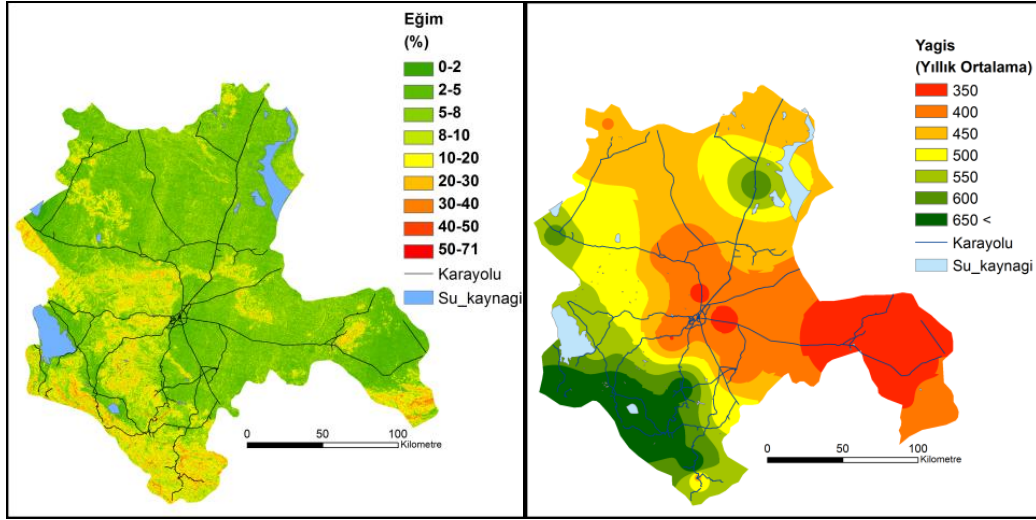 Eğim
(%)
0-2
2-5
5-8
8-10
10-20
20-30
30-40
40-50
50-71
Karayolu
Su_kaynagi
0 50 100
Kilometre
Yagis
(Yıllık Ortalama)
350
400
450
500
550
600
650 <
Karayolu
Su_kaynagi
0 50 100
Kilometre